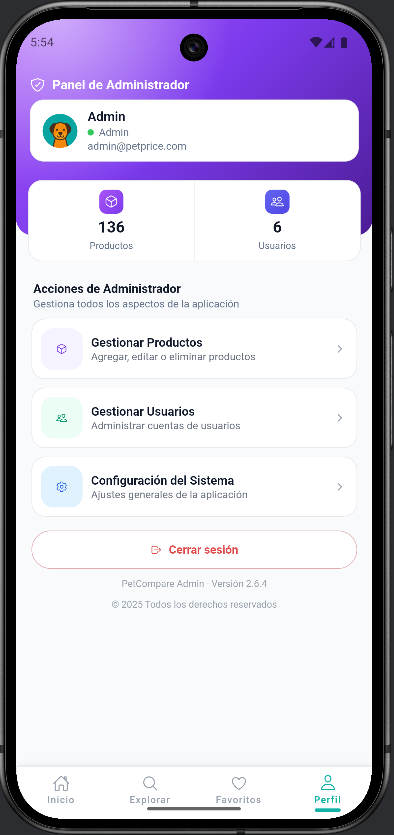 5:54
Panel de Administrador
Admin
Admin
admin@petprice.com
136
Productos
6
Usuarios
Acciones de Administrador
Gestiona todos los aspectos de la aplicación
Gestionar Productos
Agregar, editar o eliminar productos
Gestionar Usuarios
Administrar cuentas de usuarios
Configuración del Sistema
Ajustes generales de la aplicación
Cerrar sesión
PetCompare Admin · Versión 2.6.4
© 2025 Todos los derechos reservados
Inicio
Explorar
Favoritos
Perfil